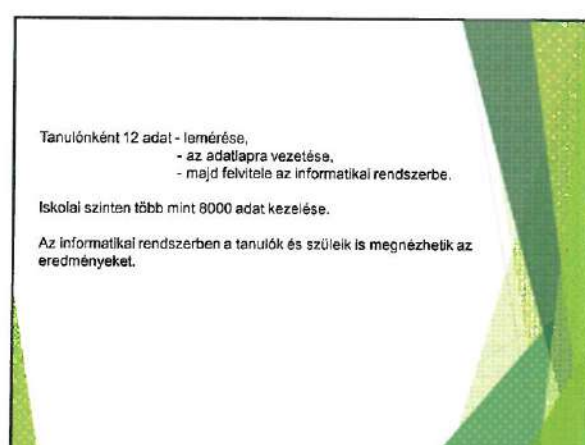 Tanulónként 12 adat - lemérése,
- az adatlapra vezetése,
- majd felvitele az informatikai rendszerbe.
Iskolai szinten több mint 8000 adat kezelése.
Az informatikai rendszerben a tanulók és szüleik is megnézhetik az
eredményeket.